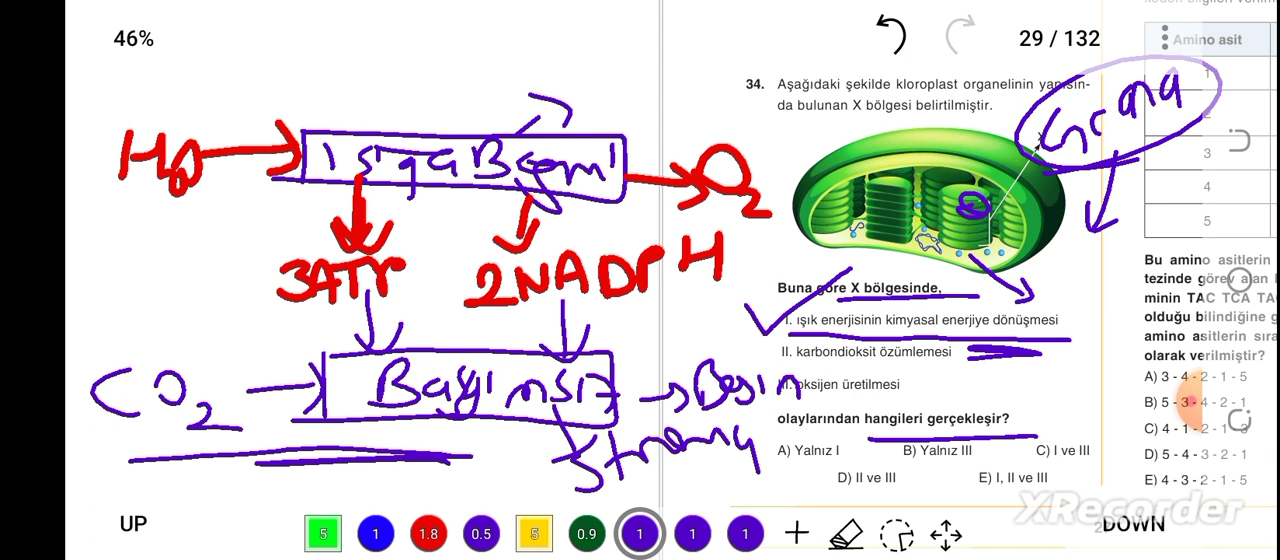 46%
29 / 132
H₂O
Işığa Bağımlı
O₂
3ATP
2NADPH
CO₂
Bağımsız
Besin
Stroma
Grana
34. Aşağıdaki şekilde kloroplast organelinin yapısın-
da bulunan X bölgesi belirtilmiştir.
X
Buna göre X bölgesinde,
I. ışık enerjisinin kimyasal enerjiye dönüşmesi
II. karbondioksit özümlemesi
III. oksijen üretilmesi
olaylarından hangileri gerçekleşir?
A) Yalnız I
B) Yalnız III
C) I ve III
D) II ve III
E) I, II ve III
Amino asit
1
2
3
4
5
Bu amino asitlerin
tezinde görev alan
minin TAC TCA TA
olduğu bilindiğine g
amino asitlerin sıra
olarak verilmiştir?
A) 3 - 4 - 2 - 1 - 5
B) 5 - 3 - 4 - 2 - 1
C) 4 - 1 - 2 - 1 - 3
D) 5 - 4 - 3 - 2 - 1
E) 4 - 3 - 2 - 1 - 5
XRecorder
UP
5
1
1.8
0.5
5
0.9
1
1
1
2
DOWN